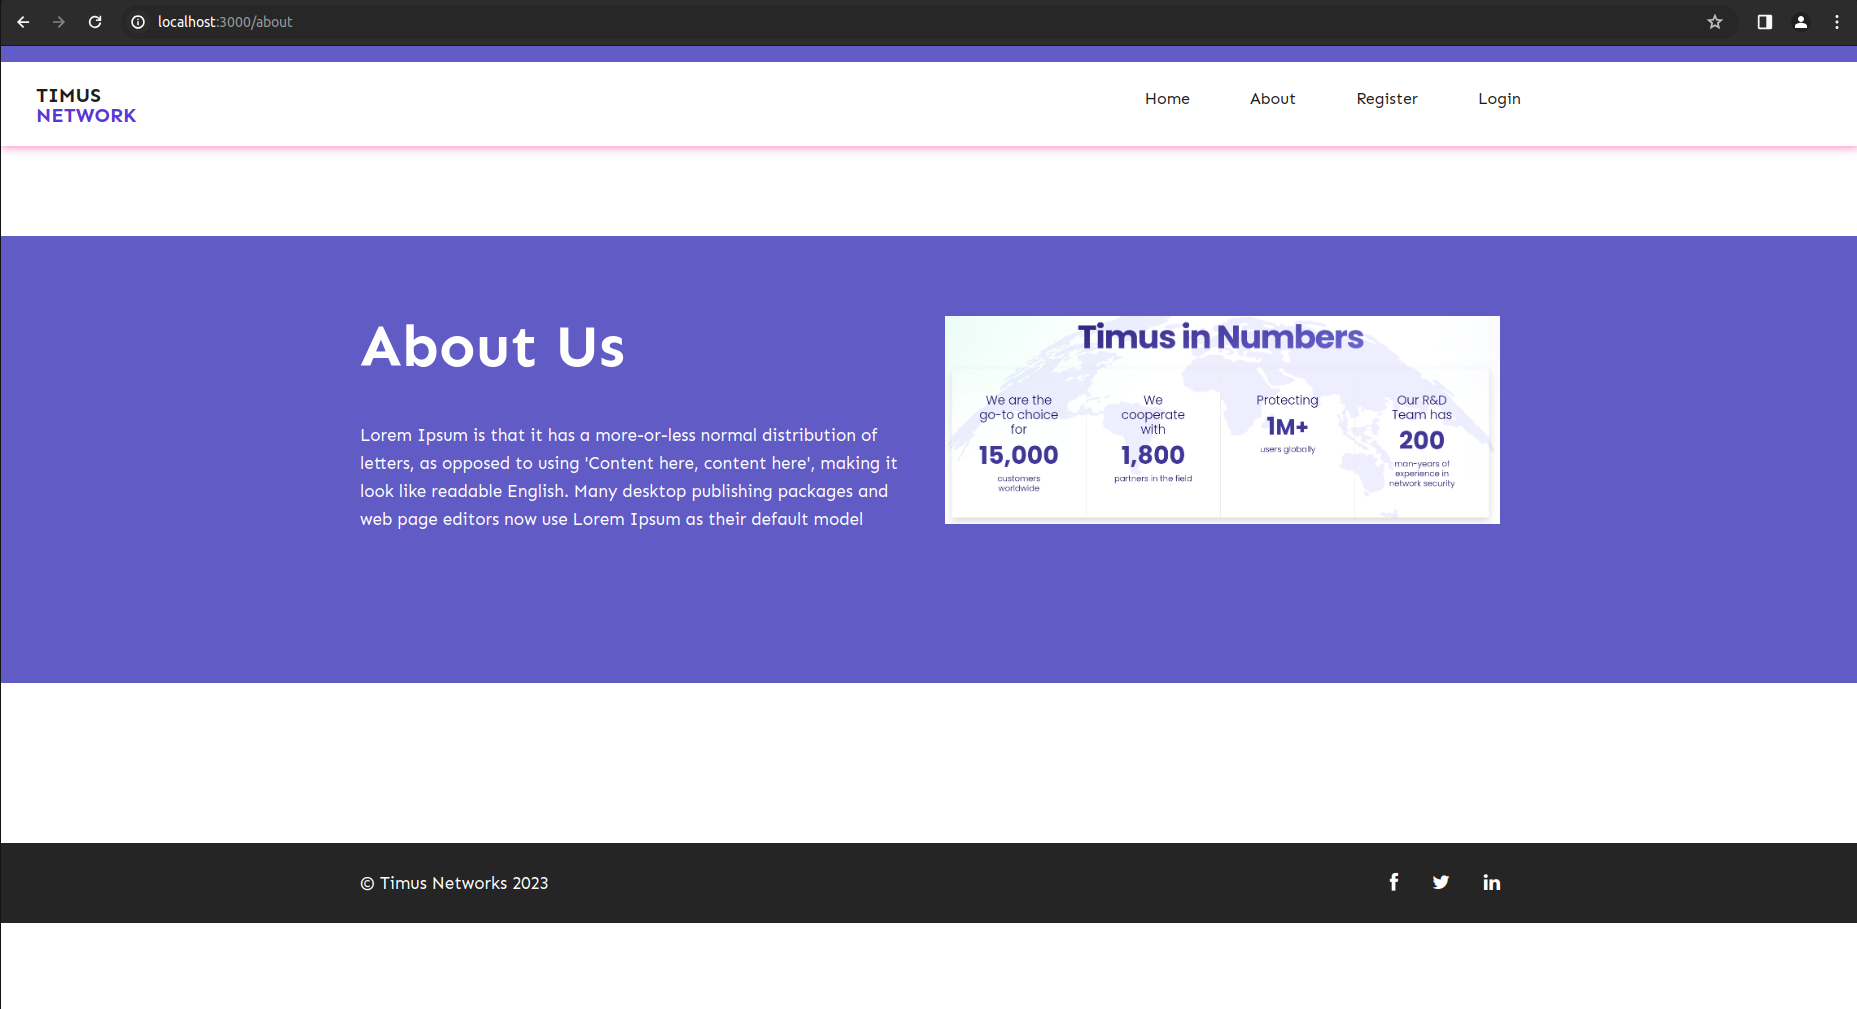 localhost:3000/about
TIMUS
NETWORK
Home About Register Login
About Us
Lorem Ipsum is that it has a more-or-less normal distribution of
letters, as opposed to using 'Content here, content here', making it
look like readable English. Many desktop publishing packages and
web page editors now use Lorem Ipsum as their default model
Timus in Numbers
We are the
go-to choice
for
15,000
customers
worldwide
We
cooperate
with
1,800
partners in the field
Protecting
1M+
users globally
Our R&D
Team has
200
man-years of
experience in
network security
© Timus Networks 2023